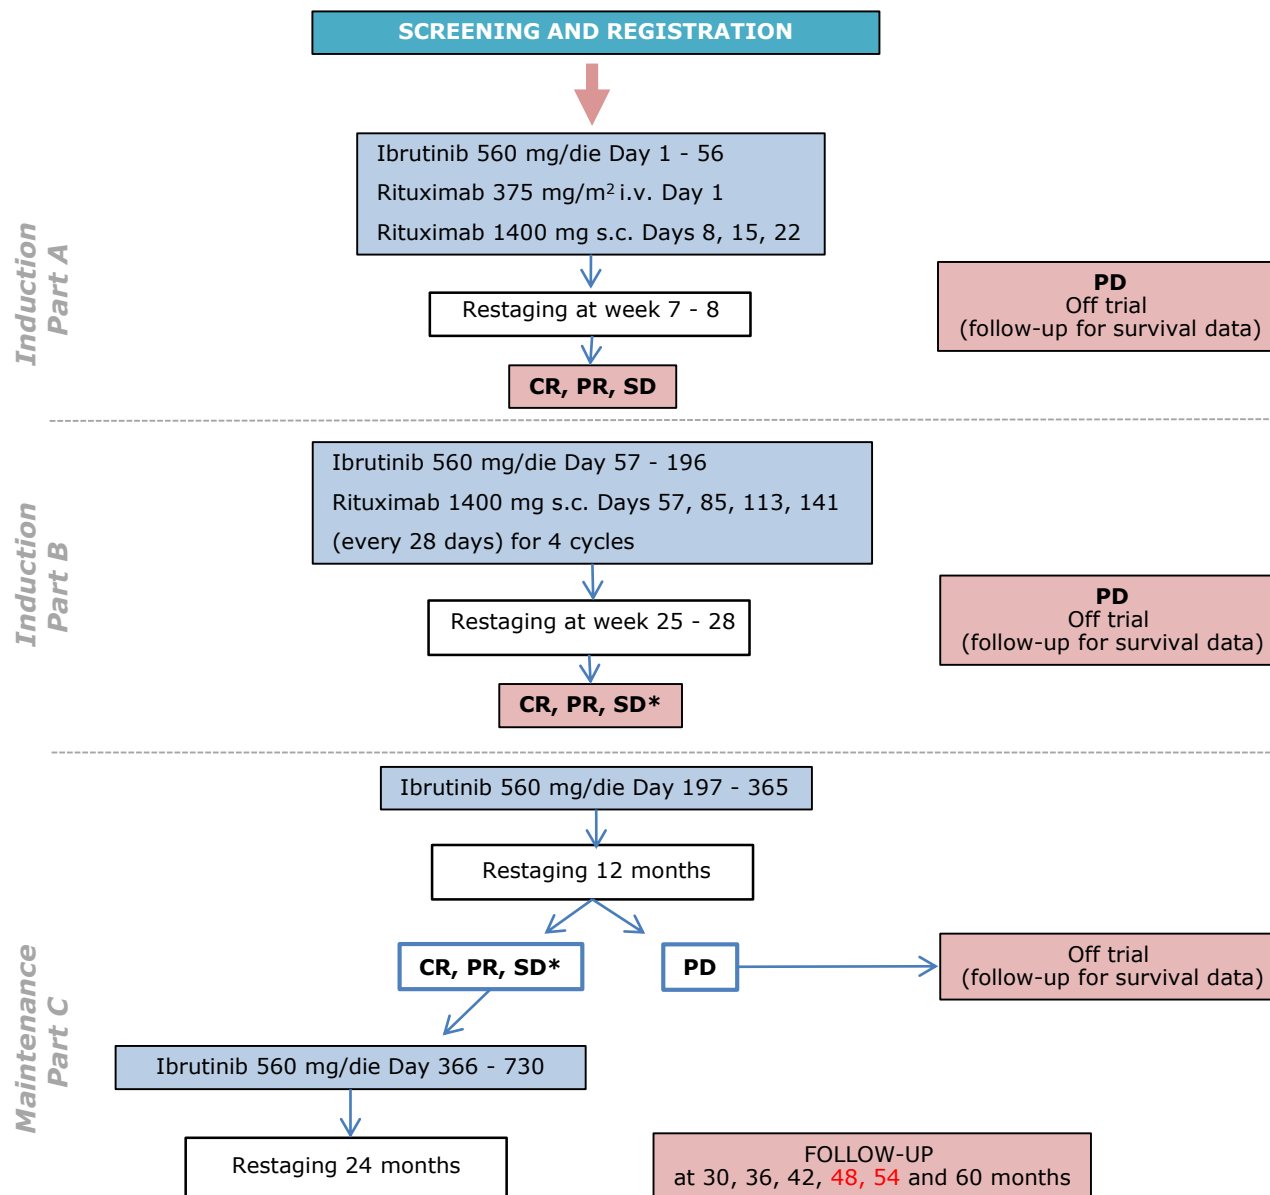 SCREENING AND REGISTRATION
Induction
Part A
Ibrutinib 560 mg/die Day 1 - 56
Rituximab 375 mg/m² i.v. Day 1
Rituximab 1400 mg s.c. Days 8, 15, 22
Restaging at week 7 - 8
PD
Off trial
(follow-up for survival data)
CR, PR, SD
Induction
Part B
Ibrutinib 560 mg/die Day 57 - 196
Rituximab 1400 mg s.c. Days 57, 85, 113, 141
(every 28 days) for 4 cycles
Restaging at week 25 - 28
PD
Off trial
(follow-up for survival data)
CR, PR, SD*
Maintenance
Part C
Ibrutinib 560 mg/die Day 197 - 365
Restaging 12 months
CR, PR, SD*
PD
Off trial
(follow-up for survival data)
Ibrutinib 560 mg/die Day 366 - 730
Restaging 24 months
FOLLOW-UP
at 30, 36, 42, 48, 54 and 60 months